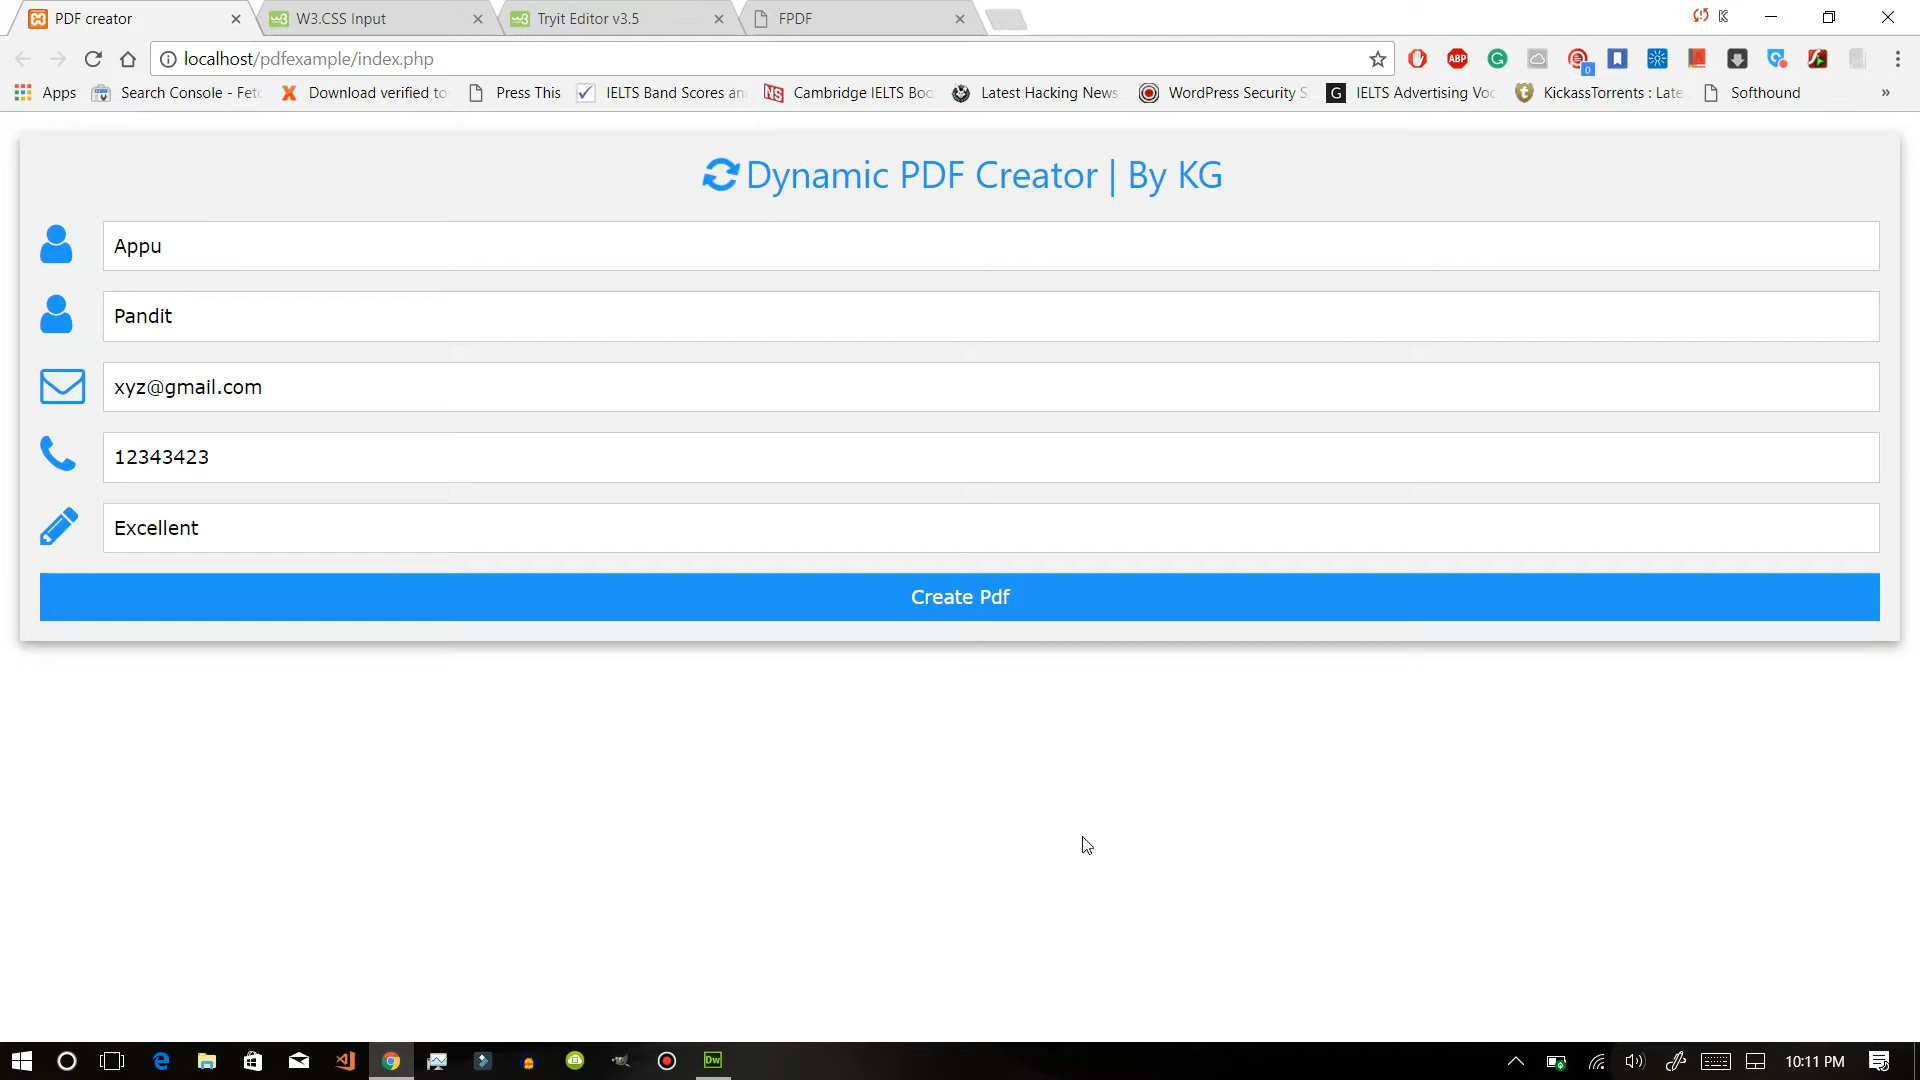 PDF creator
W3.CSS Input
Tryit Editor v3.5
FPDF
localhost/pdfexample/index.php
ABP
0
Apps
Search Console - Fetc
Download verified to
Press This
IELTS Band Scores an
Cambridge IELTS Boo
Latest Hacking News
WordPress Security S
IELTS Advertising Voc
KickassTorrents : Late
Softhound
»
Dynamic PDF Creator | By KG
Appu
Pandit
xyz@gmail.com
12343423
Excellent
Create Pdf
Dw
10:11 PM